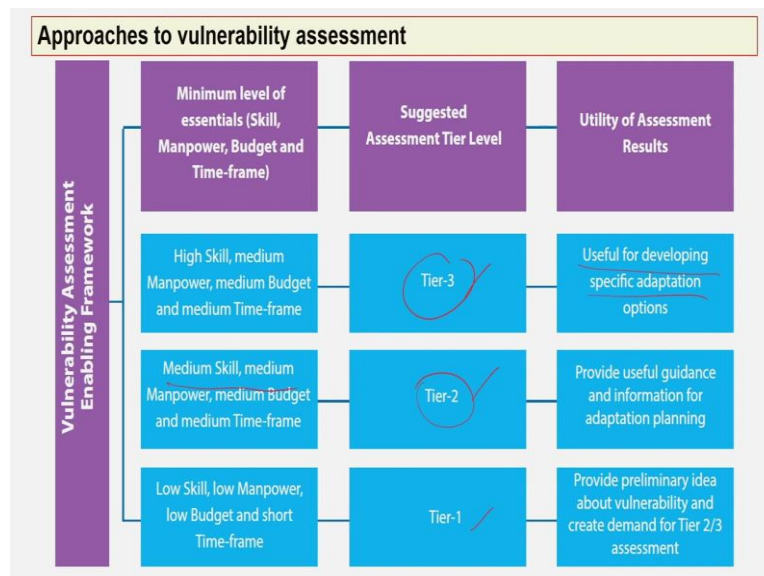 Approaches to vulnerability assessment
Vulnerability Assessment
Enabling Framework
Minimum level of
essentials (Skill,
Manpower, Budget and
Time-frame)
Suggested
Assessment Tier Level
Utility of Assessment
Results
High Skill, medium
Manpower, medium Budget
and medium Time-frame
Tier-3
Useful for developing
specific adaptation
options
Medium Skill, medium
Manpower, medium Budget
and medium Time-frame
Tier-2
Provide useful guidance
and information for
adaptation planning
Low Skill, low Manpower,
low Budget and short
Time-frame
Tier-1
Provide preliminary idea
about vulnerability and
create demand for Tier 2/3
assessment